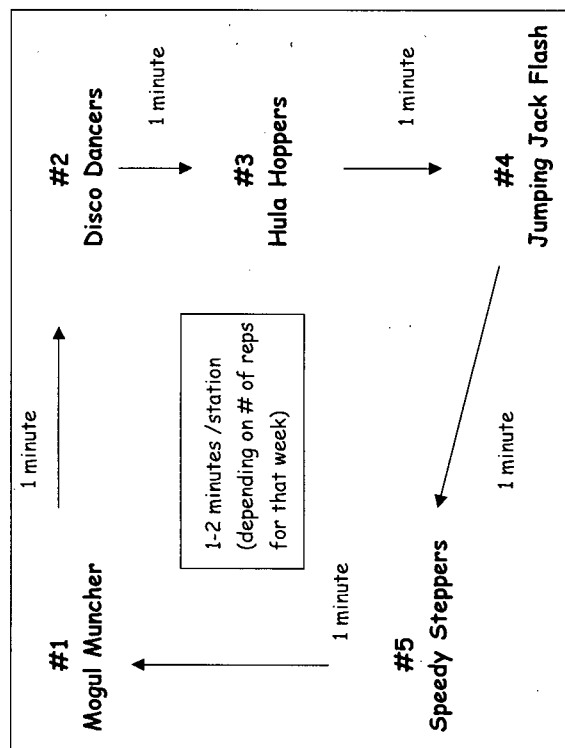 1 minute
#1
Mogul Muncher
#2
Disco Dancers
1 minute
#3
Hula Hoppers
1-2 minutes/station
(depending on # of reps
for that week)
1 minute
1 minute
#5
Speedy Steppers
#4
Jumping Jack Flash
1 minute